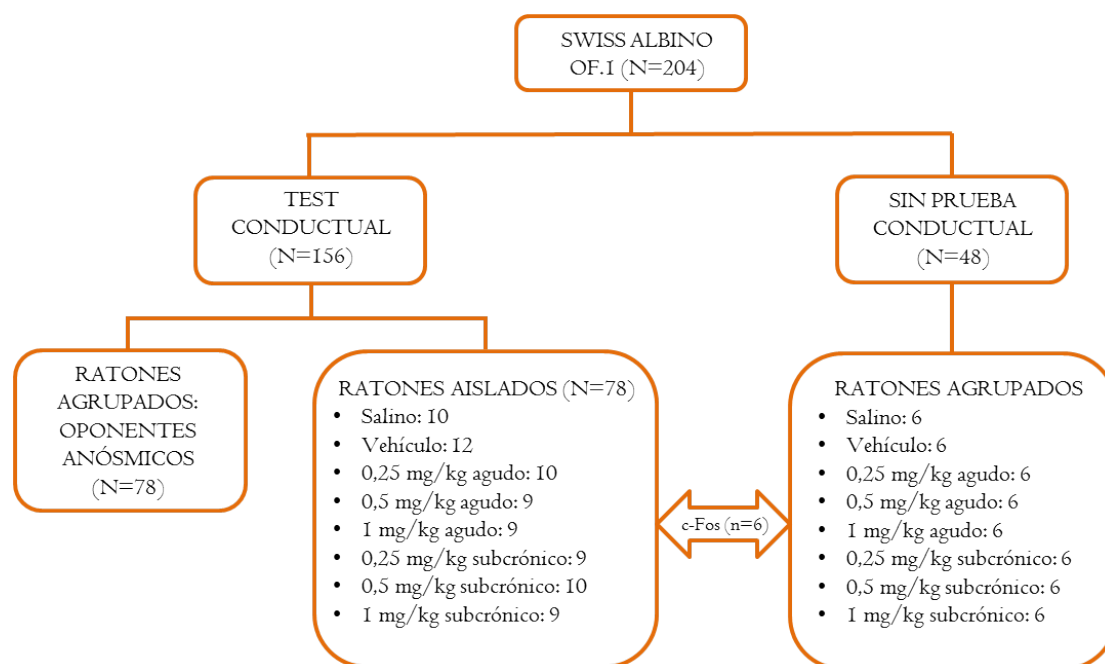 SWISS ALBINO
OF.1 (N=204)
TEST
CONDUCTUAL
(N=156)
SIN PRUEBA
CONDUCTUAL
(N=48)
RATONES
AGRUPADOS:
OPONENTES
ANÓSMICOS
(N=78)
RATONES AISLADOS (N=78)
• Salino: 10
• Vehículo: 12
• 0,25 mg/kg agudo: 10
• 0,5 mg/kg agudo: 9
• 1 mg/kg agudo: 9
• 0,25 mg/kg subcrónico: 9
• 0,5 mg/kg subcrónico: 10
• 1 mg/kg subcrónico: 9
c-Fos (n=6)
RATONES AGRUPADOS
• Salino: 6
• Vehículo: 6
• 0,25 mg/kg agudo: 6
• 0,5 mg/kg agudo: 6
• 1 mg/kg agudo: 6
• 0,25 mg/kg subcrónico: 6
• 0,5 mg/kg subcrónico: 6
• 1 mg/kg subcrónico: 6